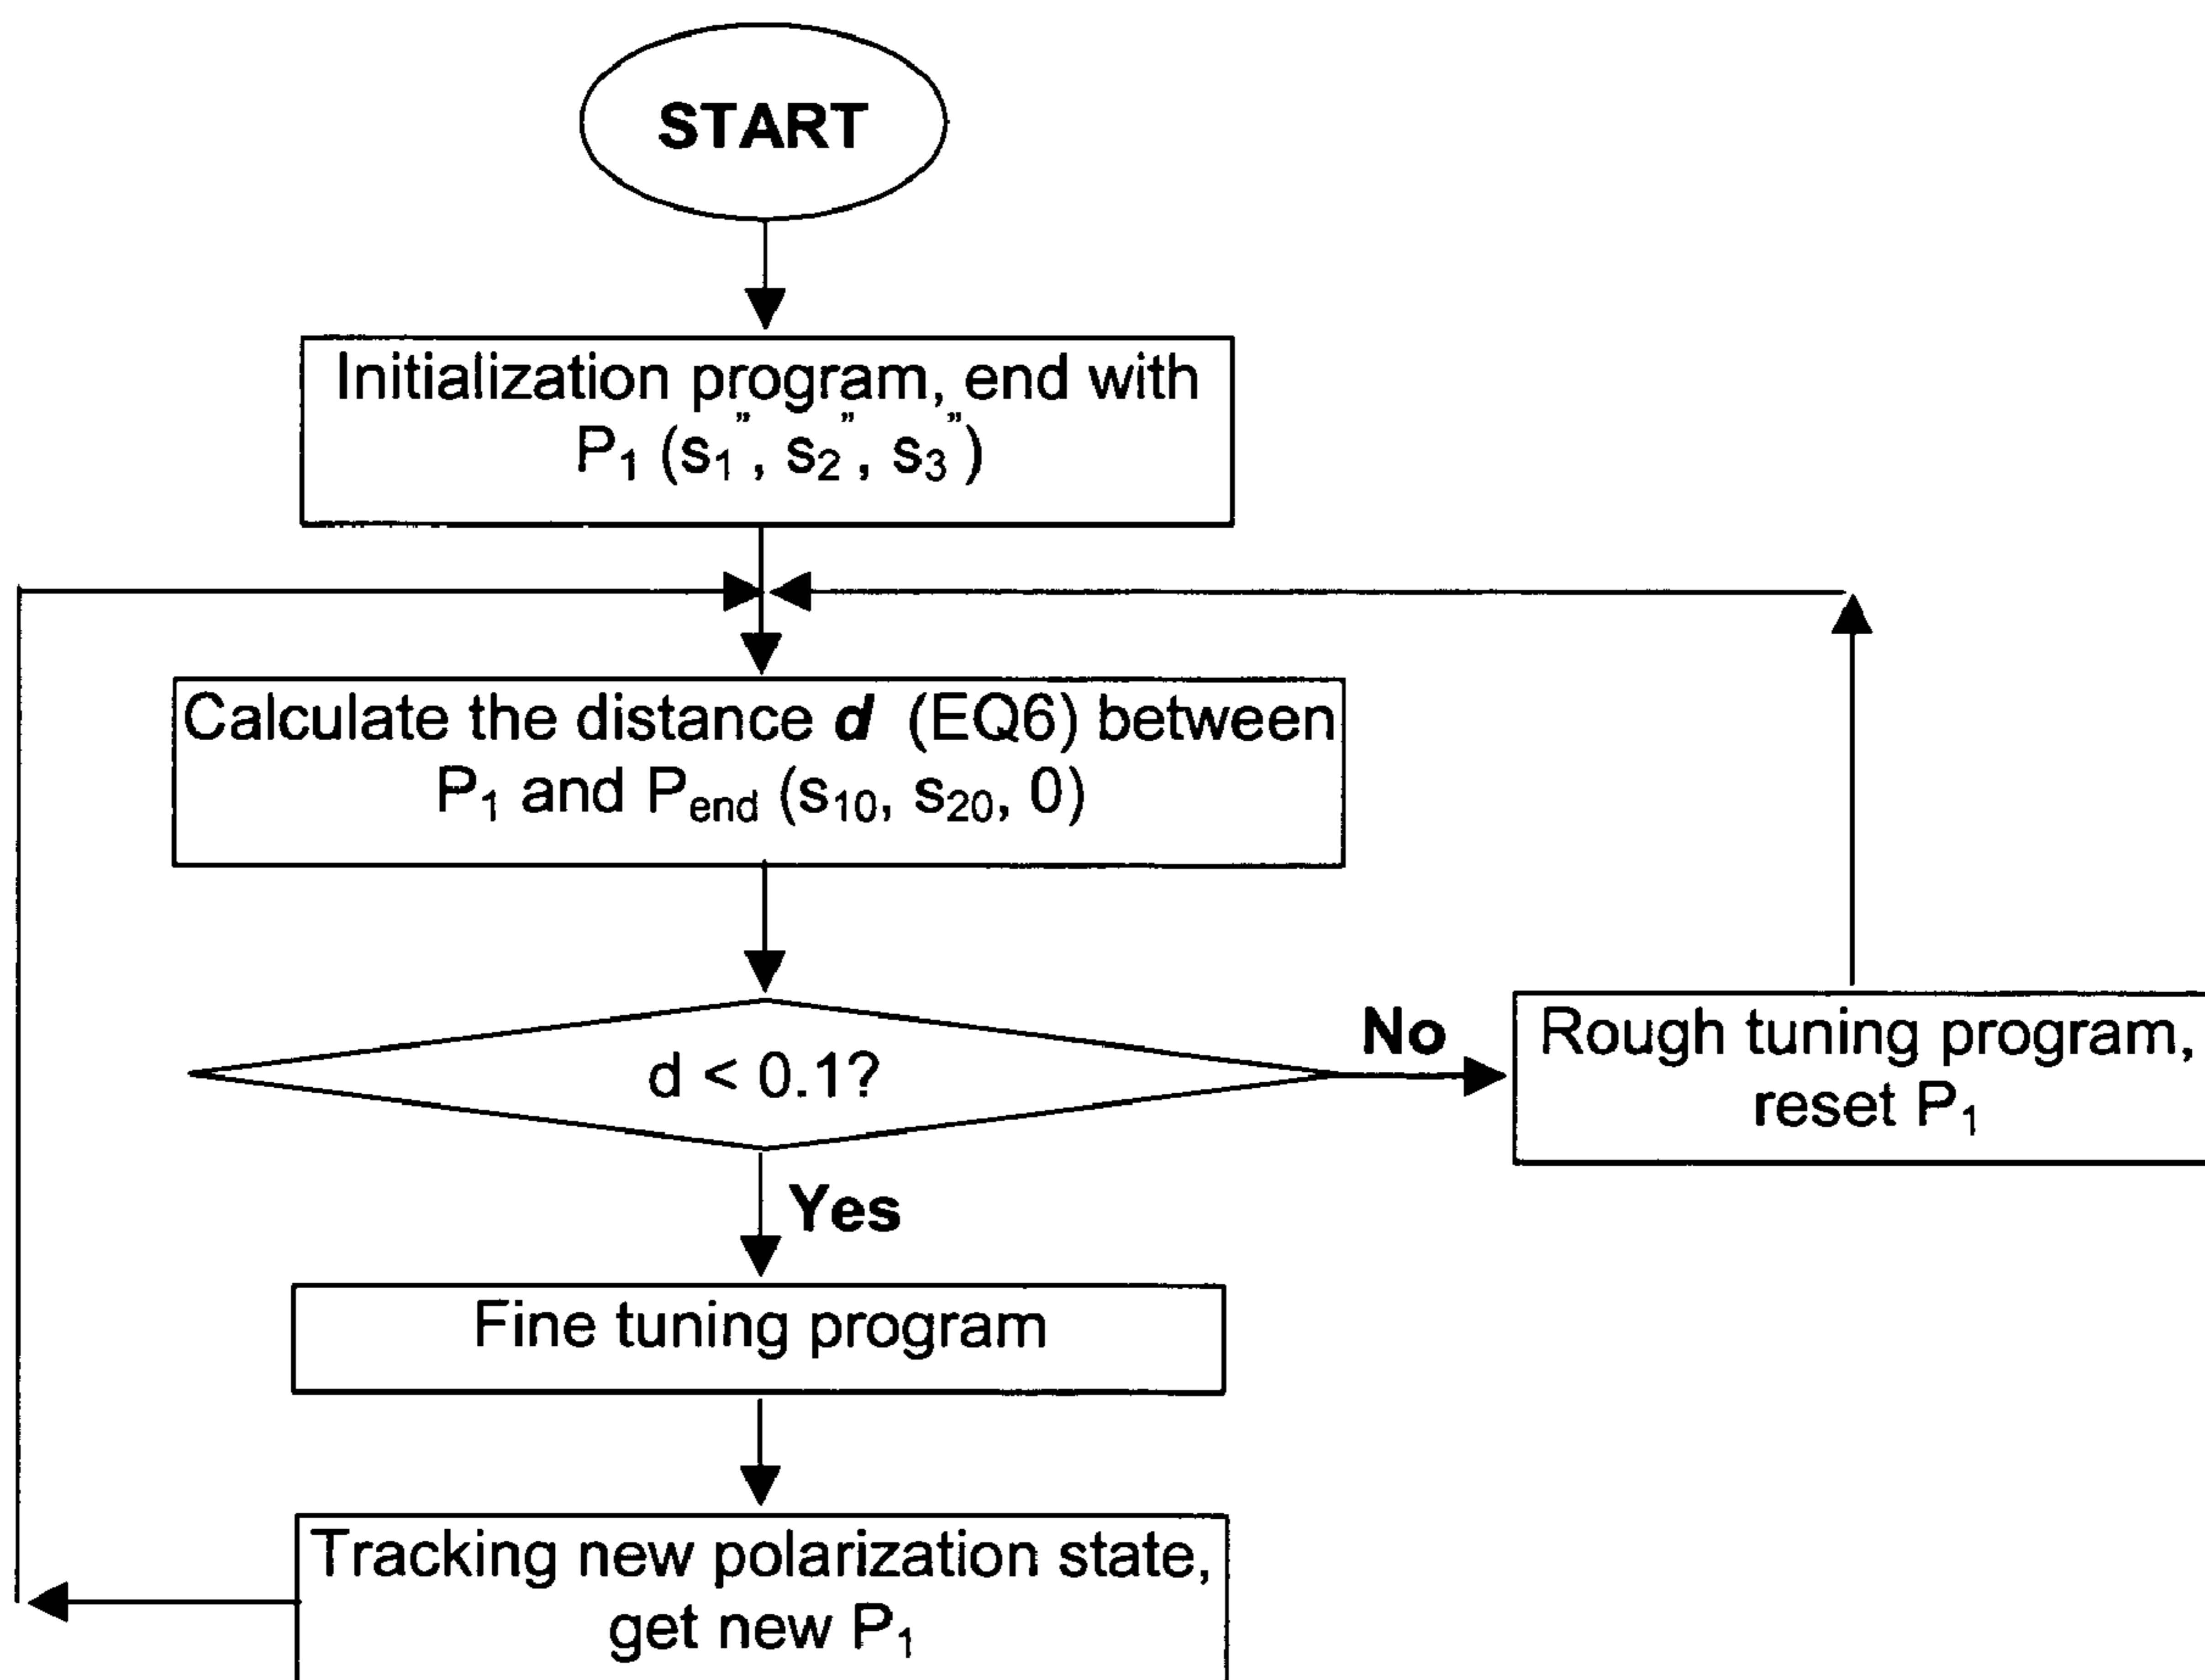 START
Initialization program, end with
P₁ (s₁”, s₂”, s₃”)
Calculate the distance d (EQ6) between
P₁ and Pₑₙd (s₁₀, s₂₀, 0)
d < 0.1?
No
Rough tuning program,
reset P₁
Yes
Fine tuning program
Tracking new polarization state,
get new P₁